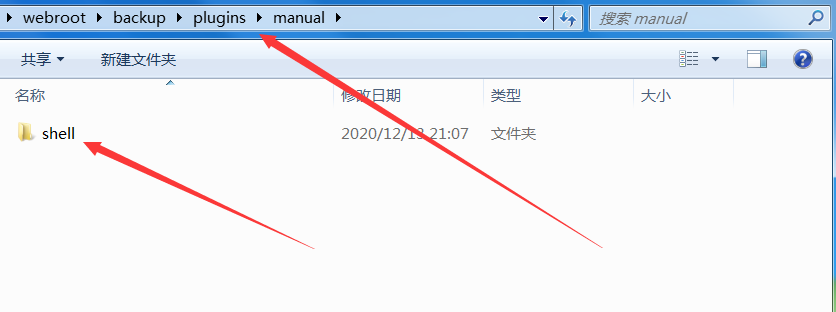 webroot backup plugins manual 搜索 manual
共享 新建文件夹
名称 修改日期 类型 大小
shell 2020/12/13 21:07 文件夹